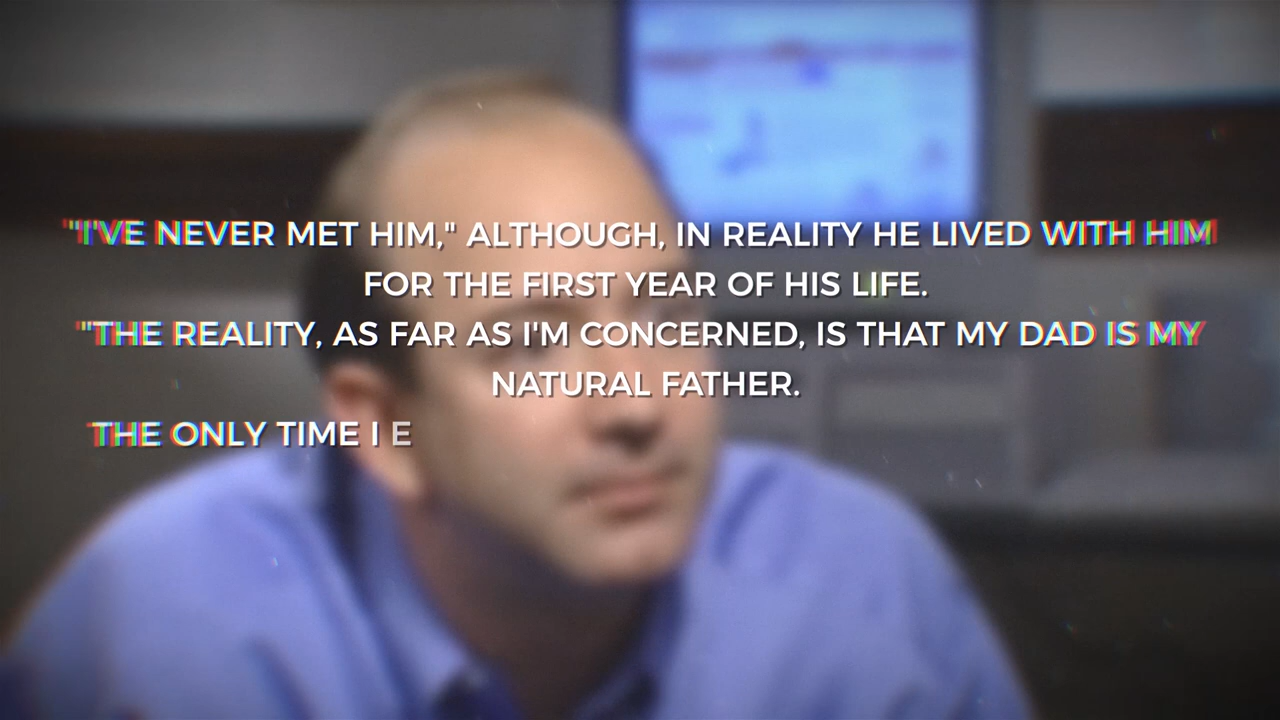 "I'VE NEVER MET HIM," ALTHOUGH, IN REALITY HE LIVED WITH HIM
FOR THE FIRST YEAR OF HIS LIFE.
"THE REALITY, AS FAR AS I'M CONCERNED, IS THAT MY DAD IS MY
NATURAL FATHER.
THE ONLY TIME I E